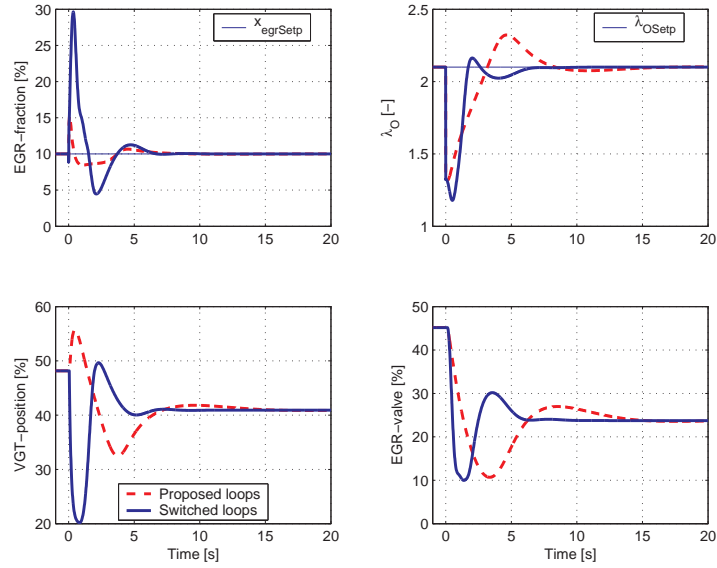 x_egrSetp
EGR−fraction [%]
30
25
20
15
10
5
0
0 5 10 15 20
λ_OSetp
λ_O [−]
2.5
2
1.5
1
0 5 10 15 20
VGT−position [%]
60
50
40
30
20
Proposed loops
Switched loops
0 5 10 15 20
Time [s]
EGR−valve [%]
50
40
30
20
10
0
0 5 10 15 20
Time [s]